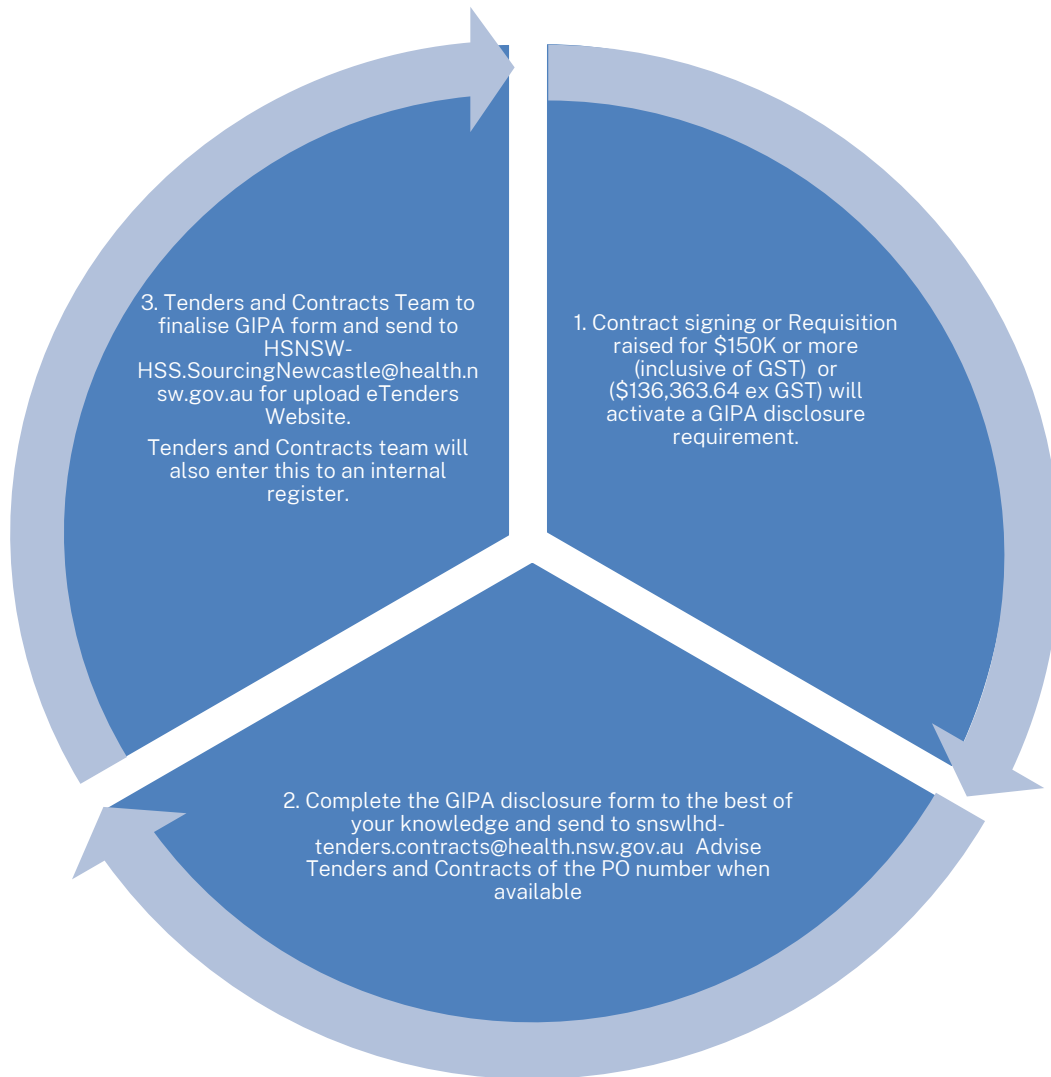 1. Contract signing or Requisition
raised for $150K or more
(inclusive of GST)  or
($136,363.64 ex GST) will
activate a GIPA disclosure
requirement.
2. Complete the GIPA disclosure form to the best of
your knowledge and send to snswlhd-
tenders.contracts@health.nsw.gov.au  Advise
Tenders and Contracts of the PO number when
available
3. Tenders and Contracts Team to
finalise GIPA form and send to
HSNSW-
HSS.SourcingNewcastle@health.n
sw.gov.au for upload eTenders
Website.
Tenders and Contracts team will
also enter this to an internal
register.